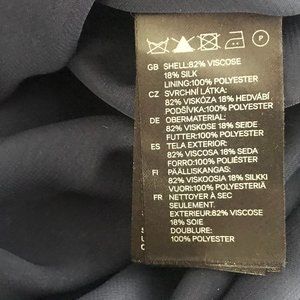 P
GB SHELL:82% VISCOSE
18% SILK
LINING:100% POLYESTER
CZ SVRCHNÍ LÁTKA:
82% VISKÓZA 18% HEDVÁBÍ
PODŠÍVKA:100% POLYESTER
DE OBERMATERIAL:
82% VISKOSE 18% SEIDE
FUTTER:100% POLYESTER
ES TELA EXTERIOR:
82% VISCOSA 18% SEDA
FORRO:100% POLIÉSTER
FI PÄÄLLISKANGAS:
82% VISKOOSIA 18% SILKKI
VUORI:100% POLYESTERIÄ
FR NETTOYER À SEC
SEULEMENT.
EXTERIEUR:82% VISCOSE
18% SOIE
DOUBLURE:
100% POLYESTER